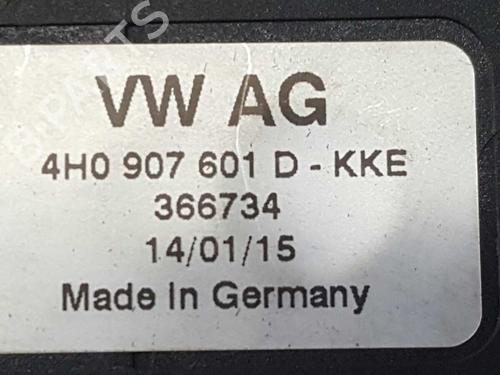 VW AG
4H0 907 601 D - KKE
366734
14/01/15
Made In Germany